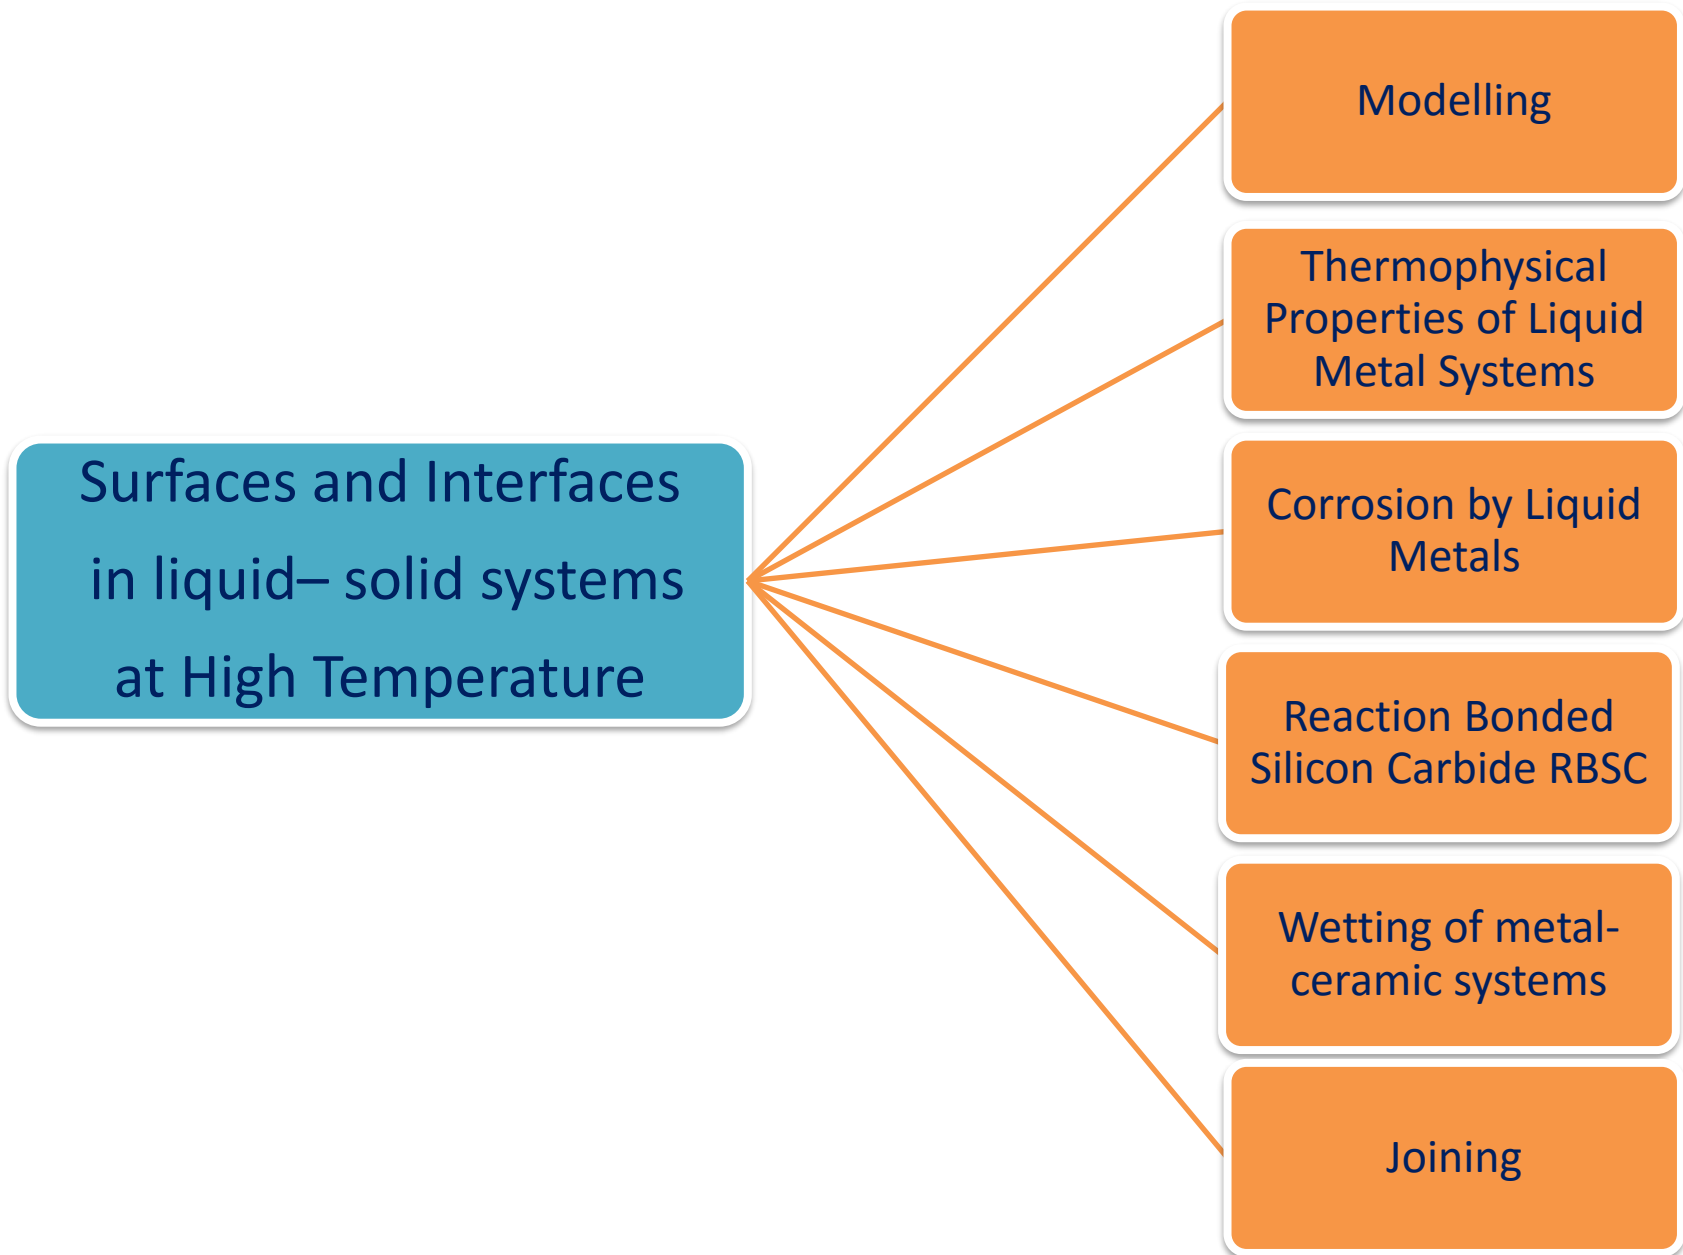 Surfaces and Interfaces
in liquid– solid systems
at High Temperature
Modelling
Thermophysical
Properties of Liquid
Metal Systems
Corrosion by Liquid
Metals
Reaction Bonded
Silicon Carbide RBSC
Wetting of metal-
ceramic systems
Joining